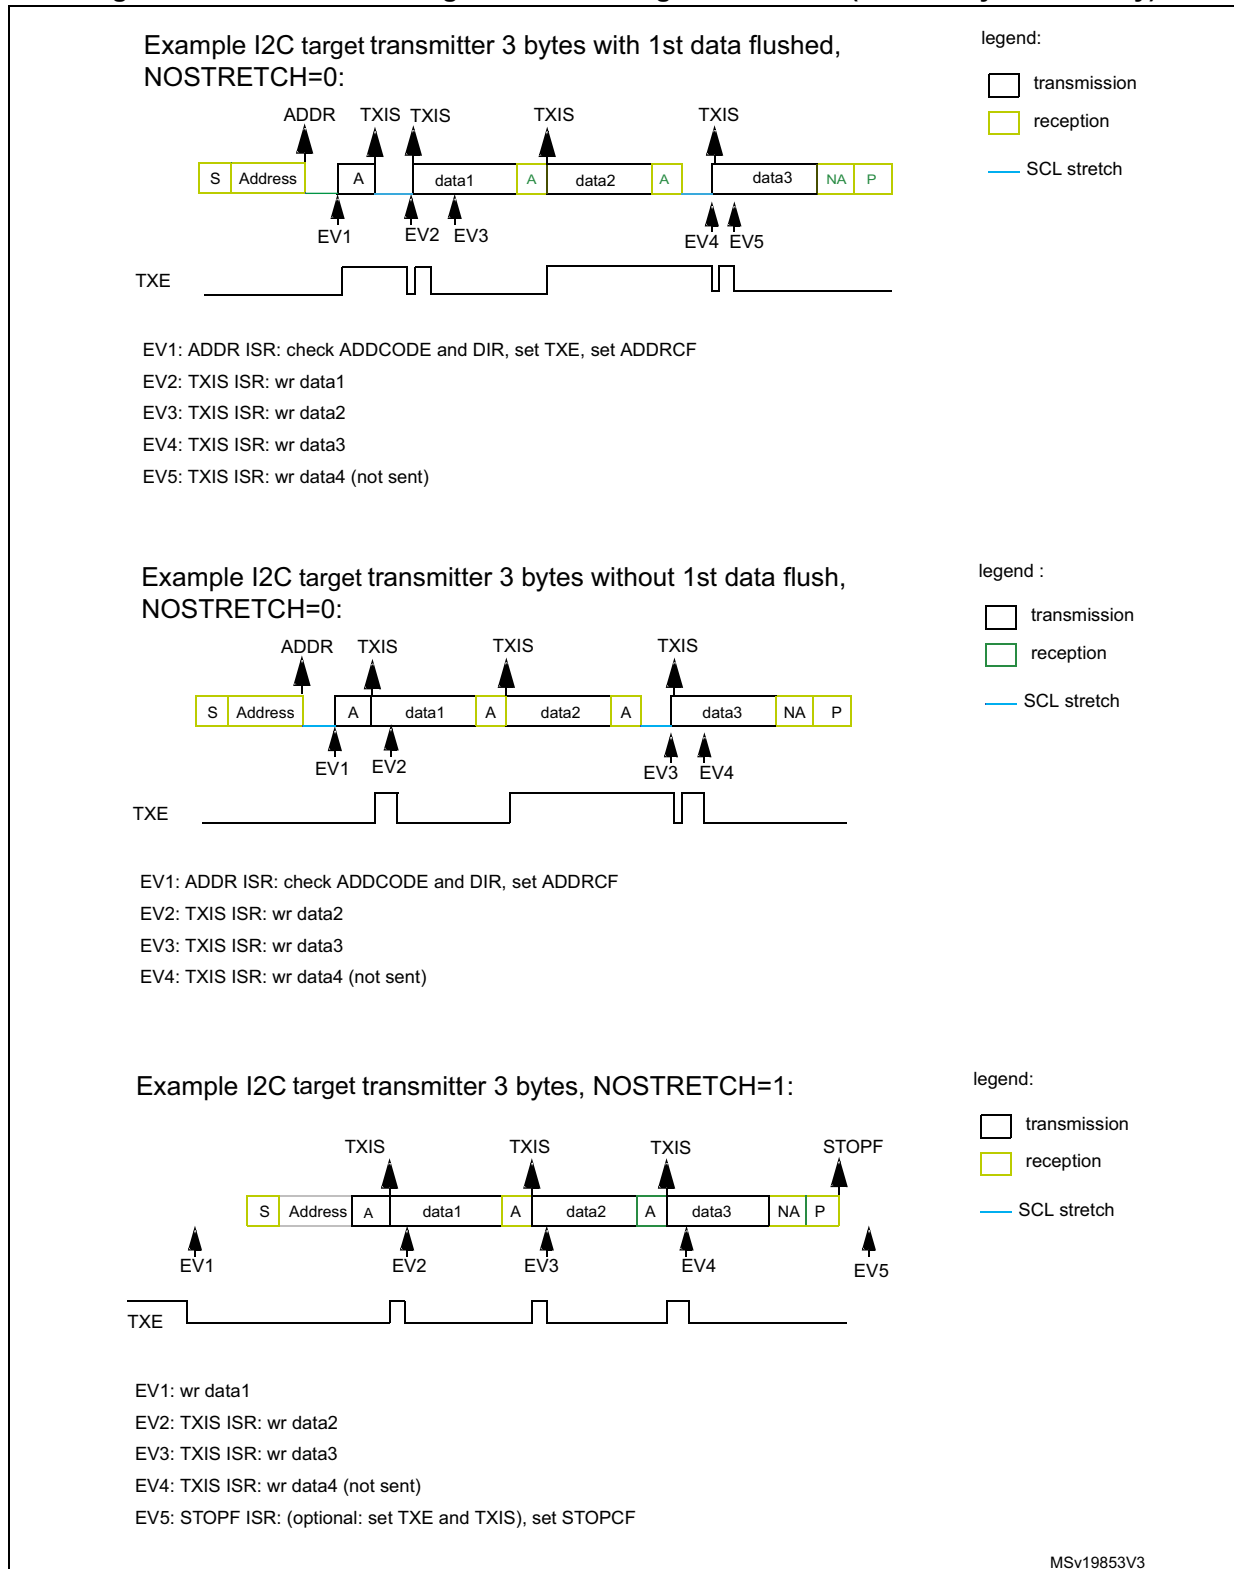 Example I2C target transmitter 3 bytes with 1st data flushed,
NOSTRETCH=0:
legend:
transmission
reception
SCL stretch
ADDR TXIS TXIS TXIS TXIS
S Address A data1 A data2 A data3 NA P
EV1 EV2 EV3 EV4 EV5
TXE
EV1: ADDR ISR: check ADDCODE and DIR, set TXE, set ADDRCF
EV2: TXIS ISR: wr data1
EV3: TXIS ISR: wr data2
EV4: TXIS ISR: wr data3
EV5: TXIS ISR: wr data4 (not sent)
Example I2C target transmitter 3 bytes without 1st data flush,
NOSTRETCH=0:
legend :
transmission
reception
SCL stretch
ADDR TXIS TXIS TXIS
S Address A data1 A data2 A data3 NA P
EV1 EV2 EV3 EV4
TXE
EV1: ADDR ISR: check ADDCODE and DIR, set ADDRCF
EV2: TXIS ISR: wr data2
EV3: TXIS ISR: wr data3
EV4: TXIS ISR: wr data4 (not sent)
Example I2C target transmitter 3 bytes, NOSTRETCH=1:
legend:
transmission
reception
SCL stretch
TXIS TXIS TXIS STOPF
S Address A data1 A data2 A data3 NA P
EV1 EV2 EV3 EV4 EV5
TXE
EV1: wr data1
EV2: TXIS ISR: wr data2
EV3: TXIS ISR: wr data3
EV4: TXIS ISR: wr data4 (not sent)
EV5: STOPF ISR: (optional: set TXE and TXIS), set STOPCF
MSv19853V3